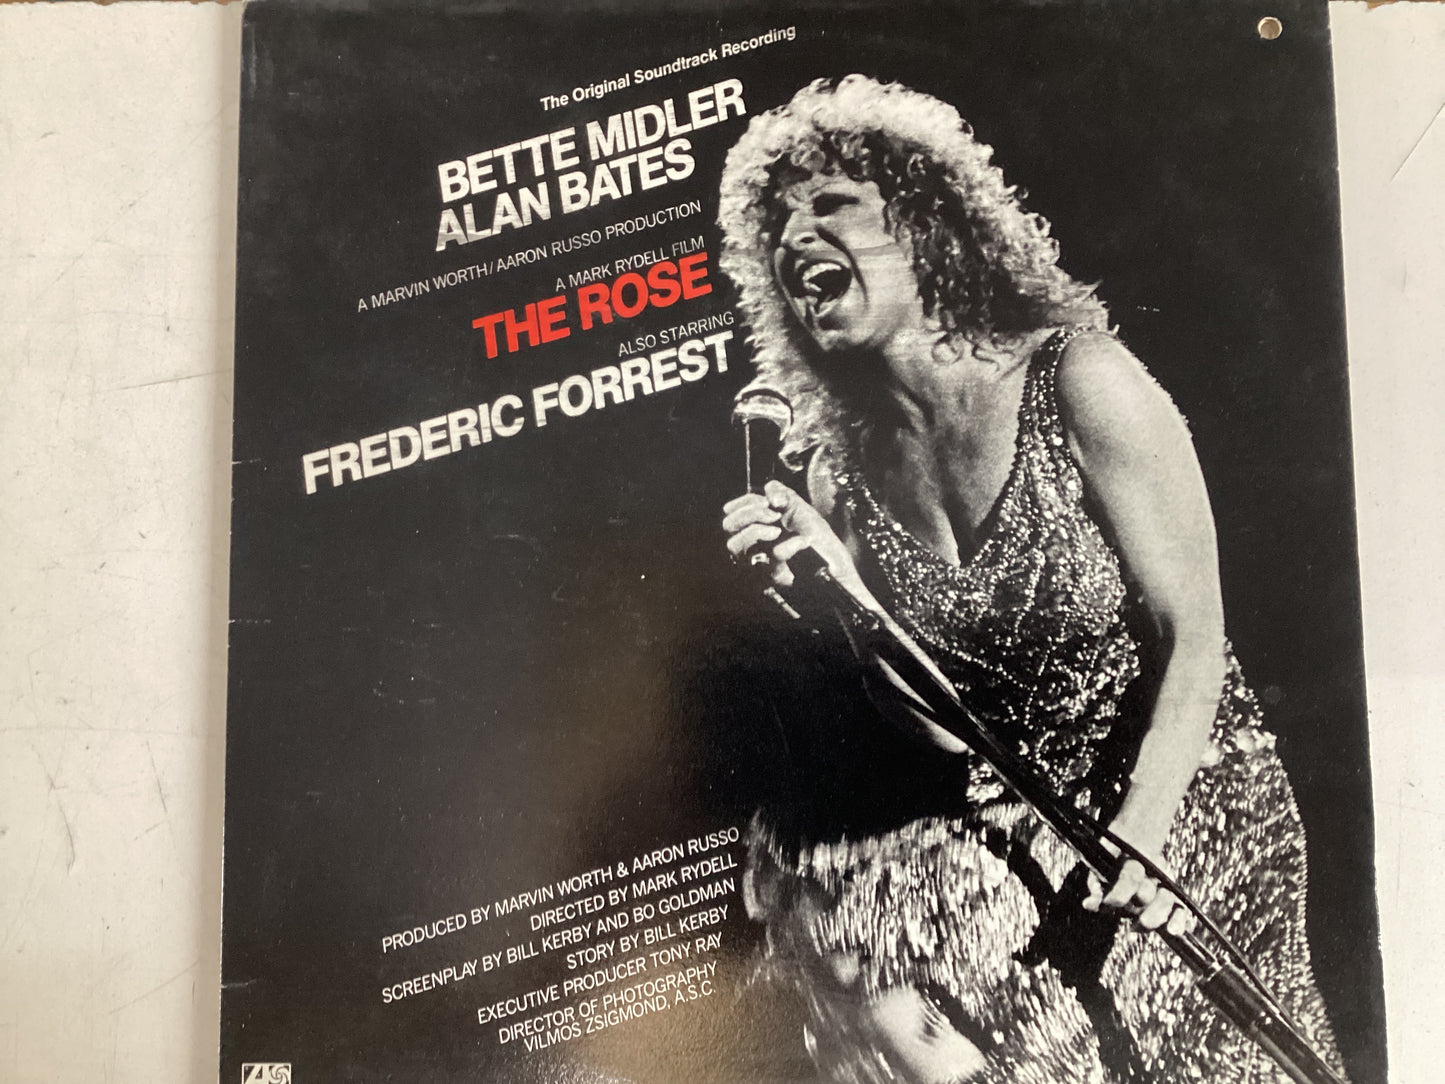 The Original Soundtrack Recording
BETTE MIDLER
ALAN BATES
A MARVIN WORTH/AARON RUSSO PRODUCTION
A MARK RYDELL FILM
THE ROSE
ALSO STARRING
FREDERIC FORREST
PRODUCED BY MARVIN WORTH & AARON RUSSO
DIRECTED BY MARK RYDELL
SCREENPLAY BY BILL KERBY AND BO GOLDMAN
STORY BY BILL KERBY
EXECUTIVE PRODUCER TONY RAY
DIRECTOR OF PHOTOGRAPHY
VILMOS ZSIGMOND, A.S.C.